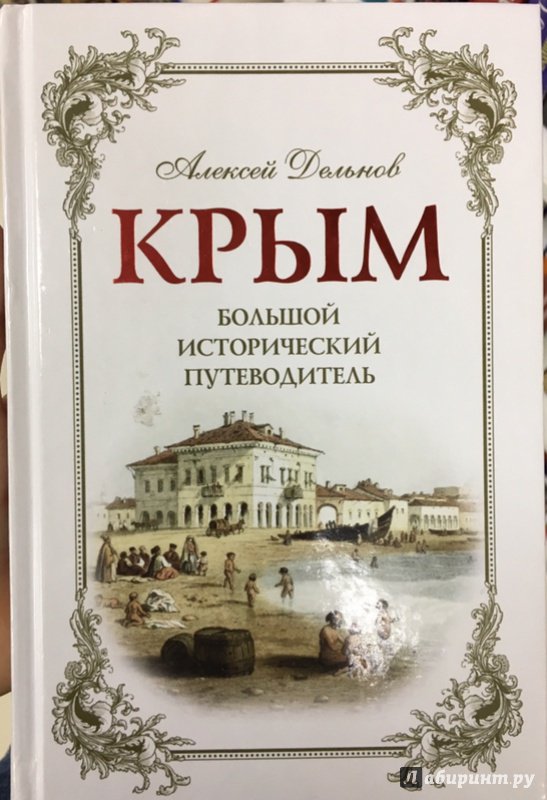 Алексей Дельнов
КРЫМ
БОЛЬШОЙ
ИСТОРИЧЕСКИЙ
ПУТЕВОДИТЕЛЬ
Лабиринт.ру